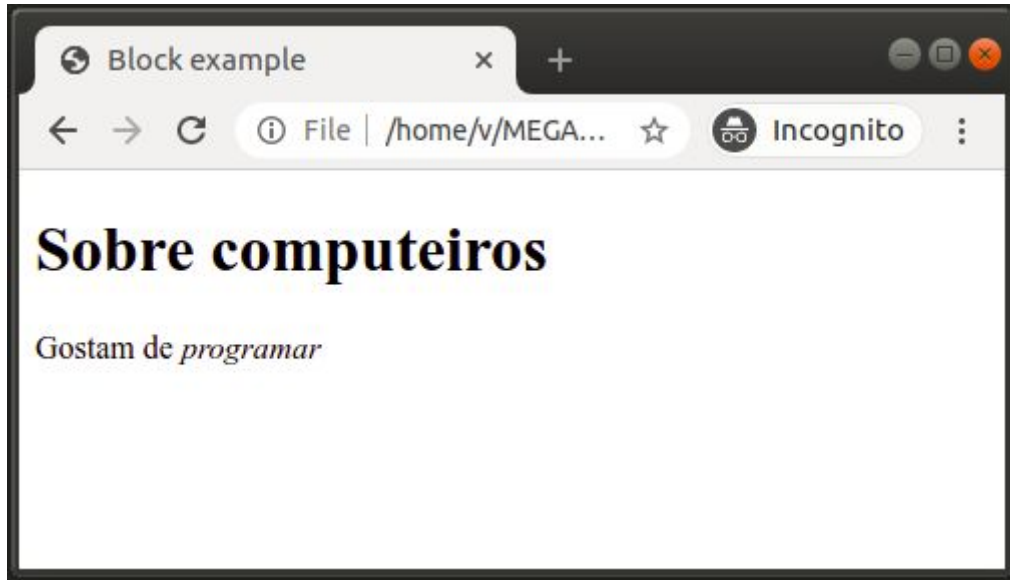 Block example
File | /home/v/MEGA... Incognito
Sobre computeiros
Gostam de programar